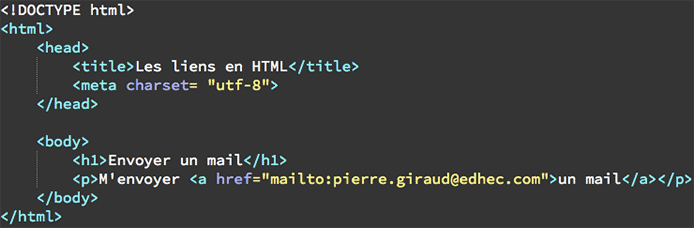 <!DOCTYPE html>
<html>
<head>
<title>Les liens en HTML</title>
<meta charset= "utf-8">
</head>
<body>
<h1>Envoyer un mail</h1>
<p>M'envoyer <a href="mailto:pierre.giraud@edhec.com">un mail</a></p>
</body>
</html>